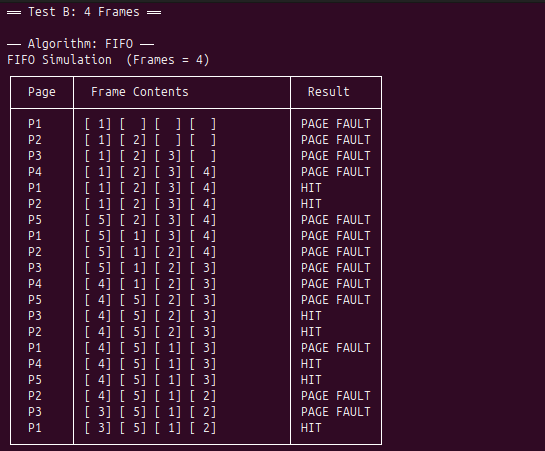 == Test B: 4 Frames ==
── Algorithm: FIFO ──
FIFO Simulation  (Frames = 4)
Page Frame Contents Result
P1 [ 1] [  ] [  ] [  ] PAGE FAULT
P2 [ 1] [ 2] [  ] [  ] PAGE FAULT
P3 [ 1] [ 2] [ 3] [  ] PAGE FAULT
P4 [ 1] [ 2] [ 3] [ 4] PAGE FAULT
P1 [ 1] [ 2] [ 3] [ 4] HIT
P2 [ 1] [ 2] [ 3] [ 4] HIT
P5 [ 5] [ 2] [ 3] [ 4] PAGE FAULT
P1 [ 5] [ 1] [ 3] [ 4] PAGE FAULT
P2 [ 5] [ 1] [ 2] [ 4] PAGE FAULT
P3 [ 5] [ 1] [ 2] [ 3] PAGE FAULT
P4 [ 4] [ 1] [ 2] [ 3] PAGE FAULT
P5 [ 4] [ 5] [ 2] [ 3] PAGE FAULT
P3 [ 4] [ 5] [ 2] [ 3] HIT
P2 [ 4] [ 5] [ 2] [ 3] HIT
P1 [ 4] [ 5] [ 1] [ 3] PAGE FAULT
P4 [ 4] [ 5] [ 1] [ 3] HIT
P5 [ 4] [ 5] [ 1] [ 3] HIT
P2 [ 4] [ 5] [ 1] [ 2] PAGE FAULT
P3 [ 3] [ 5] [ 1] [ 2] PAGE FAULT
P1 [ 3] [ 5] [ 1] [ 2] HIT